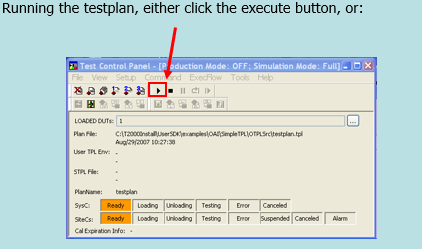 Running the testplan, either click the execute button, or:
Test Control Panel - [Production Mode: OFF; Simulation Mode: Full]
File View Setup Command ExecFlow Tools Help
LOADED DUTs: 1 ...
Plan File: C:\T2000Install\UserSDK\examples\OAI\SimpleTPL\OTPLSrc\testplan.tpl
Aug/29/2007 10:27:38
User TPL Env: -
-
STPL File: -
-
PlanName: testplan
SysC: Ready Loading Unloading Testing Error Canceled
SiteCs: Ready Loading Unloading Testing Error Suspended Canceled Alarm
Cal Expiration Info: -